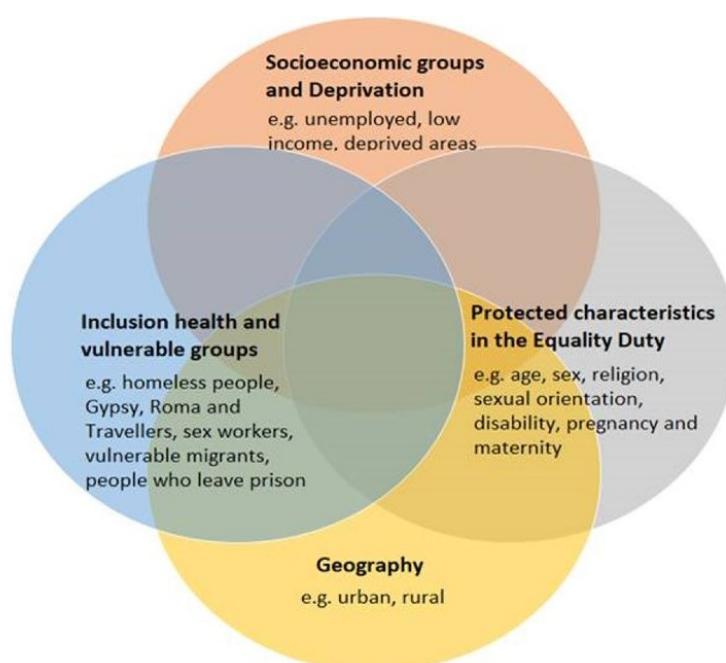 Socioeconomic groups
and Deprivation
e.g. unemployed, low
income, deprived areas
Inclusion health and
vulnerable groups
e.g. homeless people,
Gypsy, Roma and
Travellers, sex workers,
vulnerable migrants,
people who leave prison
Protected characteristics
in the Equality Duty
e.g. age, sex, religion,
sexual orientation,
disability, pregnancy and
maternity
Geography
e.g. urban, rural